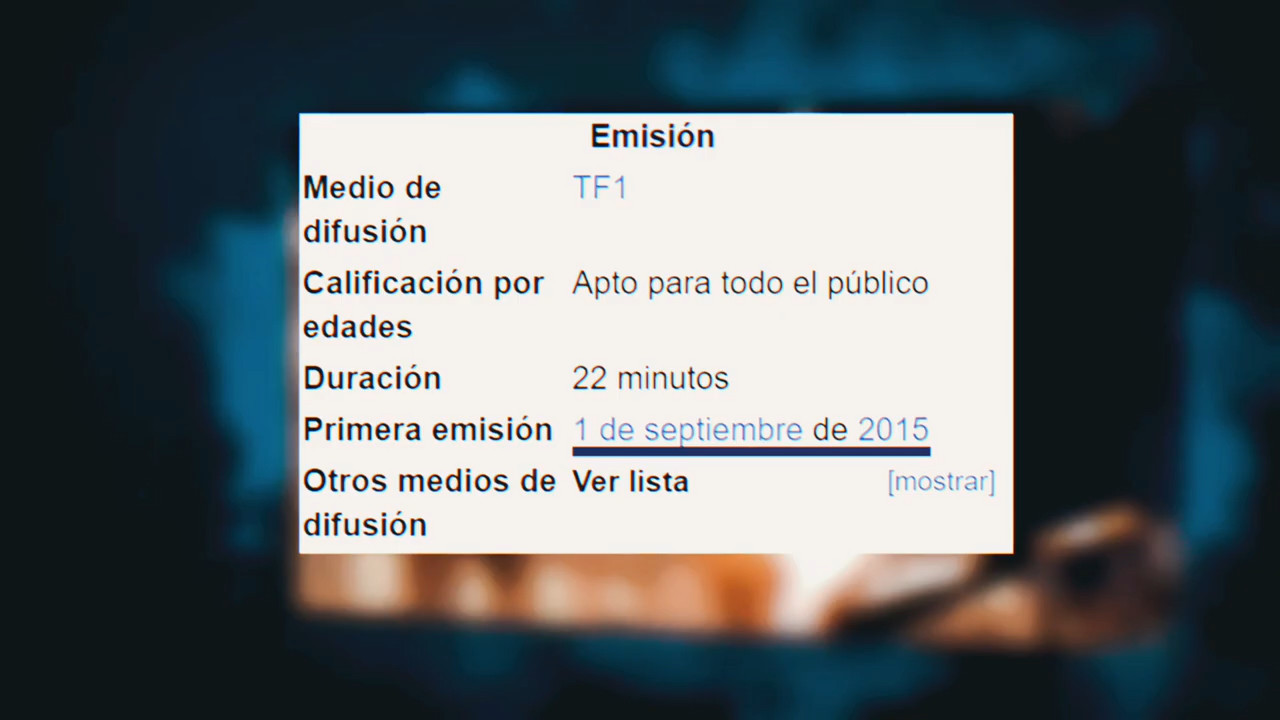 Emisión
Medio de TF1
difusión
Calificación por Apto para todo el público
edades
Duración 22 minutos
Primera emisión 1 de septiembre de 2015
Otros medios de Ver lista [mostrar]
difusión